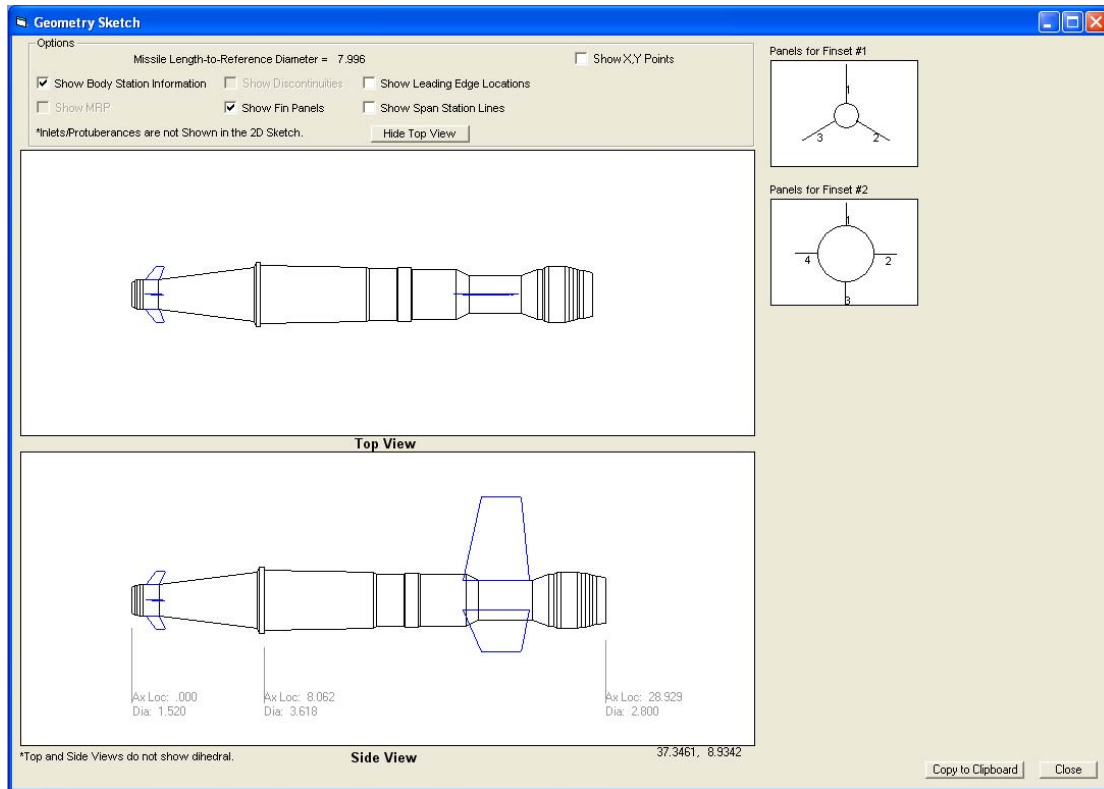 Geometry Sketch
Options
Missile Length-to-Reference Diameter = 7.996
Show X,Y Points
Show Body Station Information
Show Discontinuities
Show Leading Edge Locations
Show MRP
Show Fin Panels
Show Span Station Lines
*Inlets/Protuberances are not Shown in the 2D Sketch.
Hide Top View
Panels for Finset #1
1
3
2
Panels for Finset #2
1
4
2
3
Top View
Ax Loc: .000
Dia: 1.520
Ax Loc: 8.062
Dia: 3.618
Ax Loc: 28.929
Dia: 2.800
*Top and Side Views do not show dihedral.
Side View
37.3461, 8.9342
Copy to Clipboard
Close